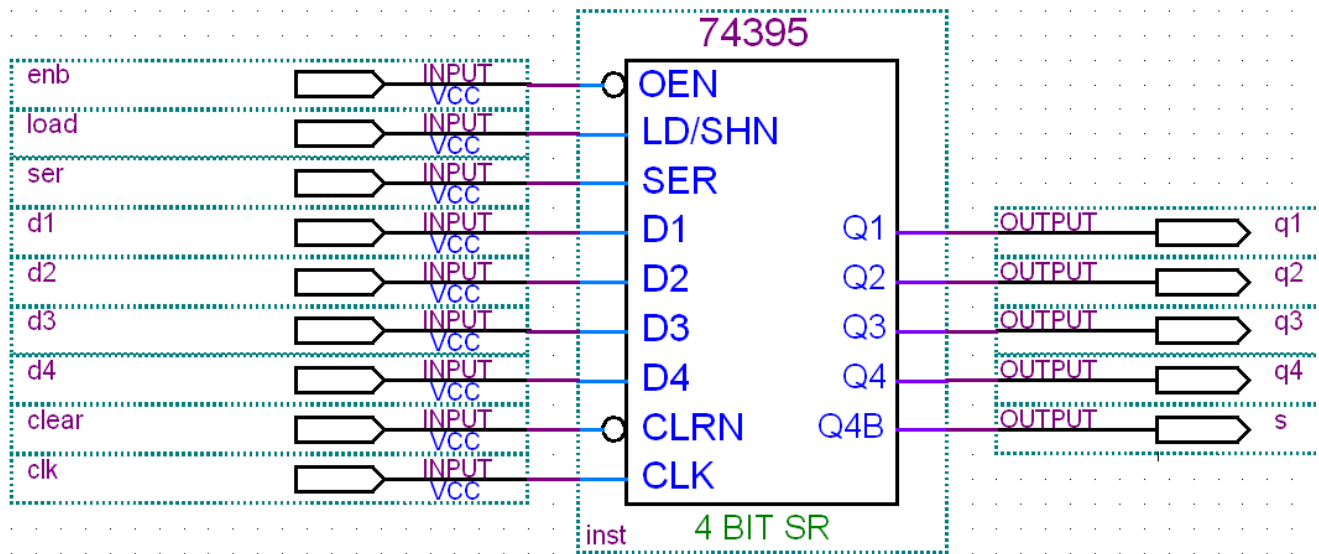 74395
enb INPUT VCC OEN
load INPUT VCC LD/SHN
ser INPUT VCC SER
d1 INPUT VCC D1 Q1 OUTPUT q1
d2 INPUT VCC D2 Q2 OUTPUT q2
d3 INPUT VCC D3 Q3 OUTPUT q3
d4 INPUT VCC D4 Q4 OUTPUT q4
clear INPUT VCC CLRN Q4B OUTPUT s
clk INPUT VCC CLK
inst 4 BIT SR